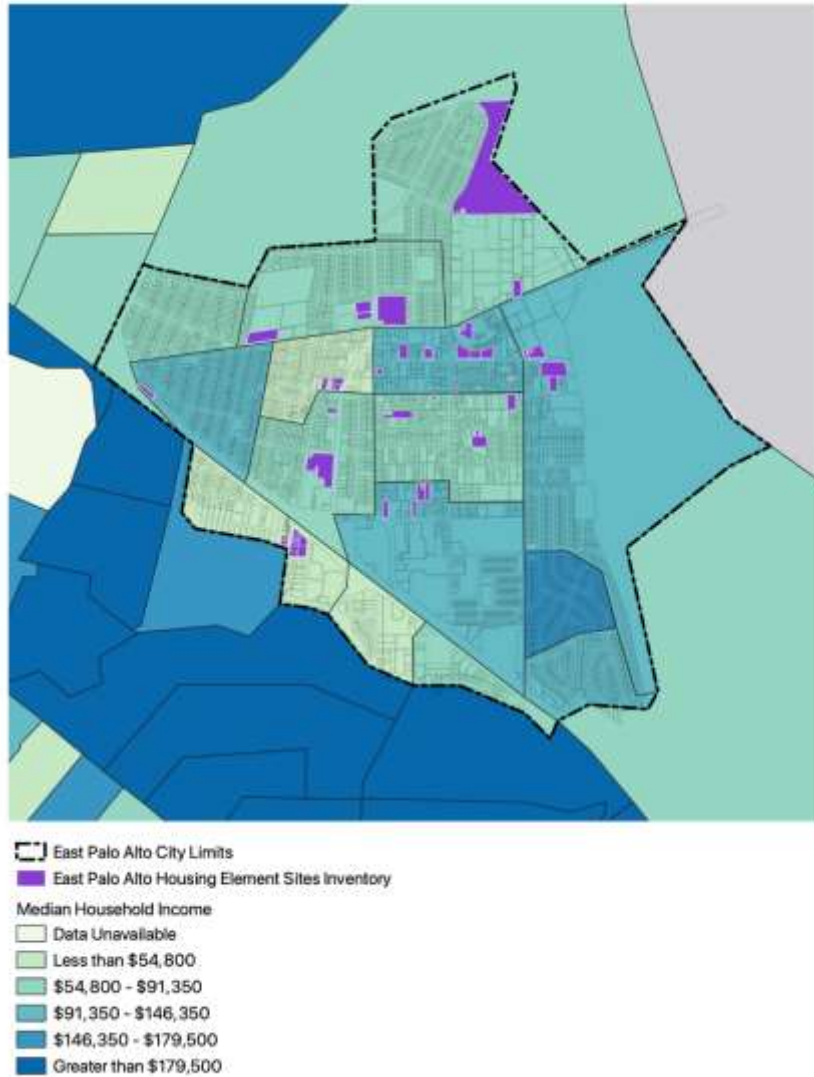 East Palo Alto City Limits
East Palo Alto Housing Element Sites Inventory
Median Household Income
Data Unavailable
Less than $54,800
$54,800 - $91,350
$91,350 - $146,350
$146,350 - $179,500
Greater than $179,500